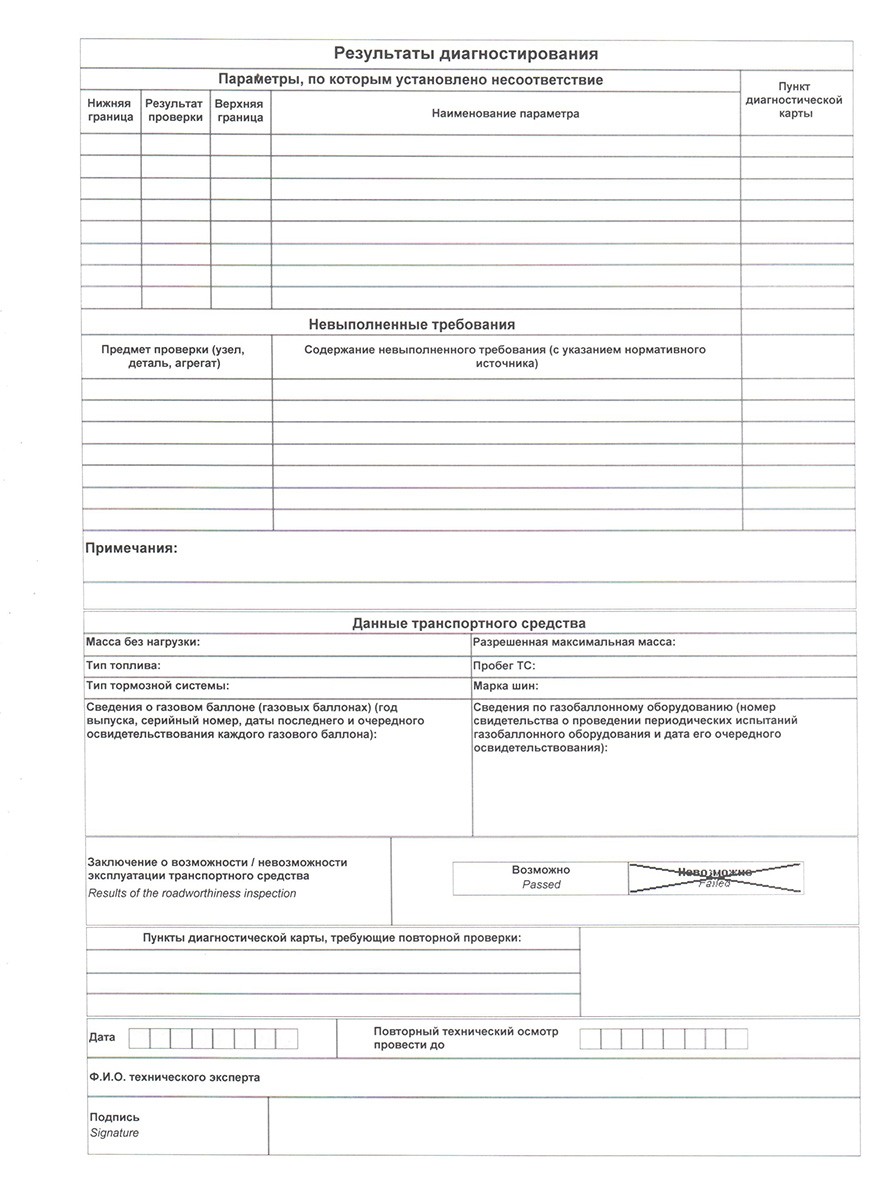 Результаты диагностирования
Параметры, по которым установлено несоответствие
Пункт
диагностической
карты
Нижняя
граница
Результат
проверки
Верхняя
граница
Наименование параметра
Невыполненные требования
Предмет проверки (узел,
деталь, агрегат)
Содержание невыполненного требования (с указанием нормативного
источника)
Примечания:
Данные транспортного средства
Масса без нагрузки:
Разрешенная максимальная масса:
Тип топлива:
Пробег ТС:
Тип тормозной системы:
Марка шин:
Сведения о газовом баллоне (газовых баллонах) (год
выпуска, серийный номер, даты последнего и очередного
освидетельствования каждого газового баллона):
Сведения по газобаллонному оборудованию (номер
свидетельства о проведении периодических испытаний
газобаллонного оборудования и дата его очередного
освидетельствования):
Заключение о возможности / невозможности
эксплуатации транспортного средства
Results of the roadworthiness inspection
Возможно
Passed
Невозможно
Failed
Пункты диагностической карты, требующие повторной проверки:
Дата
Повторный технический осмотр
провести до
Ф.И.О. технического эксперта
Подпись
Signature